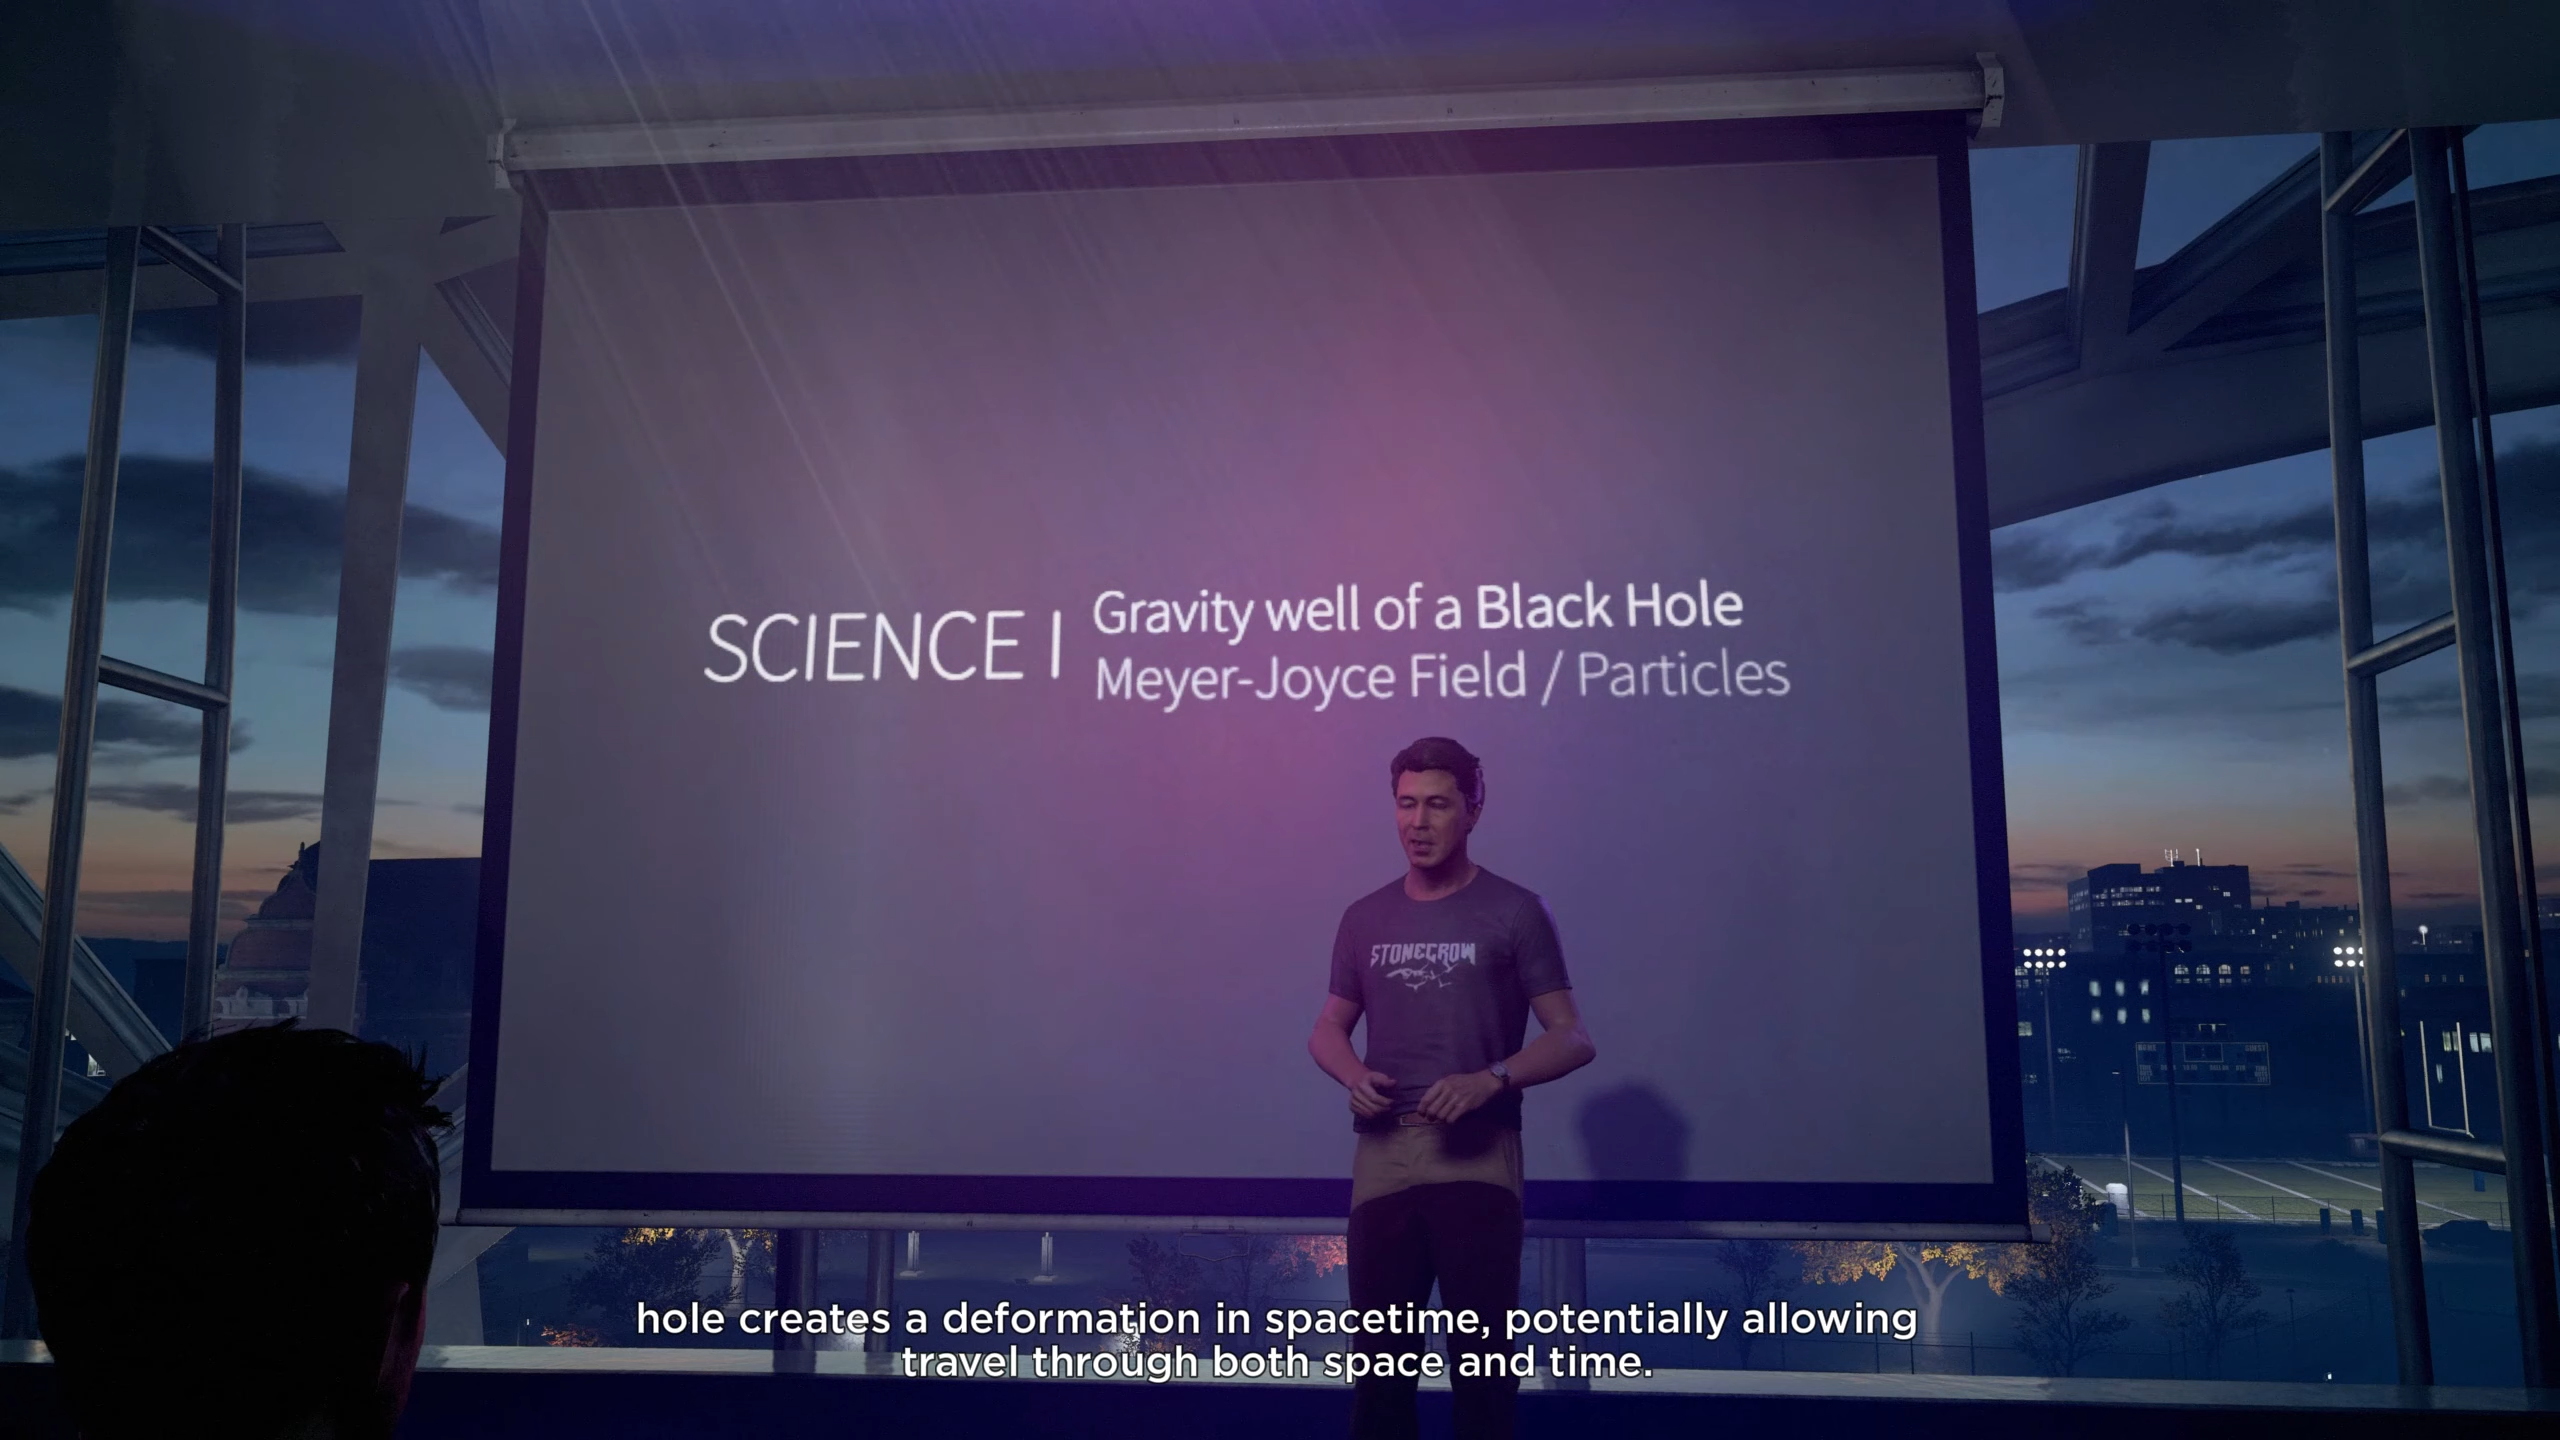 SCIENCE |
Gravity well of a Black Hole
Meyer-Joyce Field / Particles
STONECROW
hole creates a deformation in spacetime, potentially allowing
travel through both space and time.